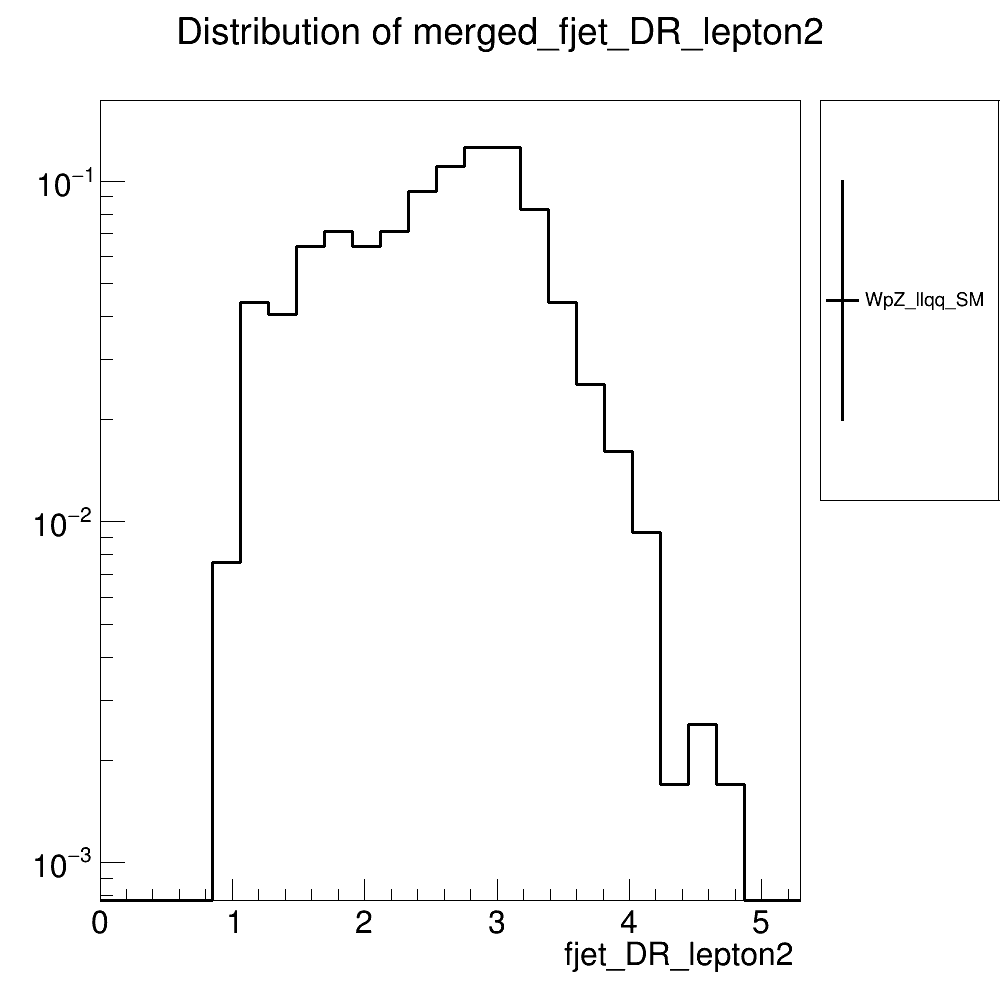 Distribution of merged_fjet_DR_lepton2
10⁻¹
10⁻²
10⁻³
0 1 2 3 4 5
fjet_DR_lepton2
WpZ_llqq_SM